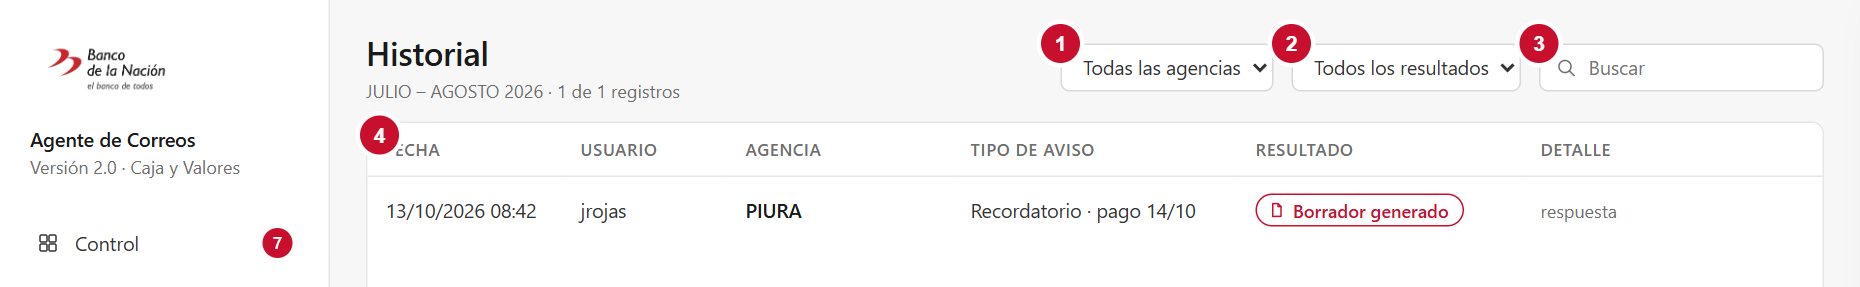 Banco
de la Nación
el banco de todos
Agente de Correos
Versión 2.0 · Caja y Valores
Control 7
Historial
JULIO – AGOSTO 2026 · 1 de 1 registros
1 Todas las agencias
2 Todos los resultados
3 Buscar
4 ECHA USUARIO AGENCIA TIPO DE AVISO RESULTADO DETALLE
13/10/2026 08:42 jrojas PIURA Recordatorio · pago 14/10 Borrador generado respuesta